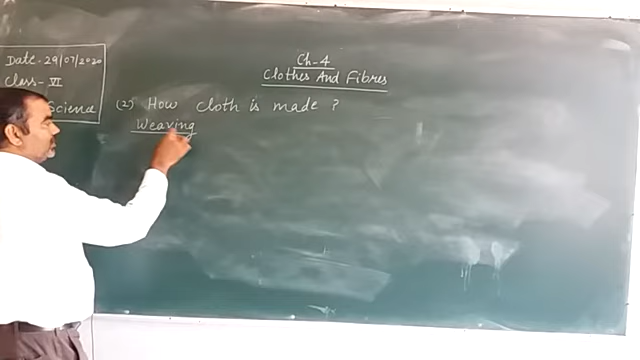 Date- 29/07/2020
Class- VI
Science
Ch-4
Clothes And Fibres
(2) How cloth is made ?
Weaving